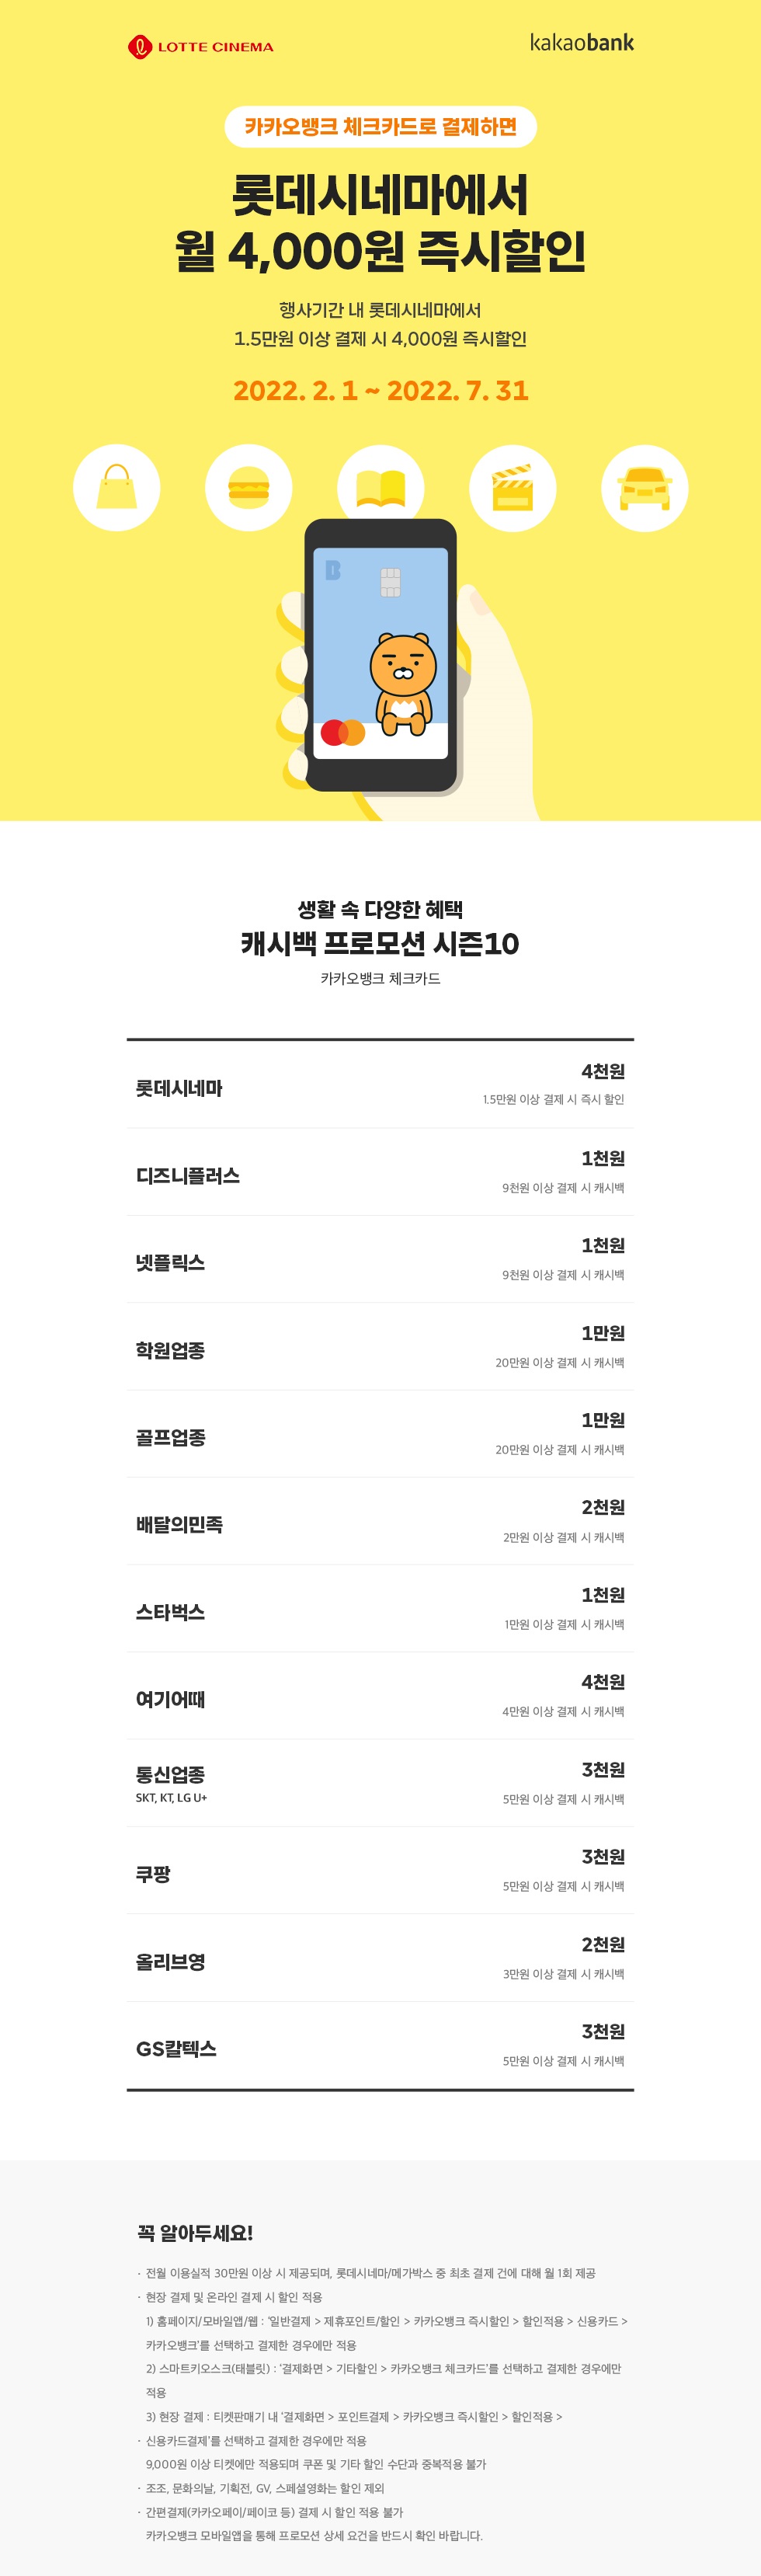 LOTTE CINEMA
kakaobank
카카오뱅크 체크카드로 결제하면
롯데시네마에서
월 4,000원 즉시할인
행사기간 내 롯데시네마에서
1.5만원 이상 결제 시 4,000원 즉시할인
2022. 2. 1 ~ 2022. 7. 31
B
생활 속 다양한 혜택
캐시백 프로모션 시즌10
카카오뱅크 체크카드
롯데시네마
4천원
1.5만원 이상 결제 시 즉시 할인
디즈니플러스
1천원
9천원 이상 결제 시 캐시백
넷플릭스
1천원
9천원 이상 결제 시 캐시백
학원업종
1만원
20만원 이상 결제 시 캐시백
골프업종
1만원
20만원 이상 결제 시 캐시백
배달의민족
2천원
2만원 이상 결제 시 캐시백
스타벅스
1천원
1만원 이상 결제 시 캐시백
여기어때
4천원
4만원 이상 결제 시 캐시백
통신업종
SKT, KT, LG U+
3천원
5만원 이상 결제 시 캐시백
쿠팡
3천원
5만원 이상 결제 시 캐시백
올리브영
2천원
3만원 이상 결제 시 캐시백
GS칼텍스
3천원
5만원 이상 결제 시 캐시백
꼭 알아두세요!
· 전월 이용실적 30만원 이상 시 제공되며, 롯데시네마/메가박스 중 최초 결제 건에 대해 월 1회 제공
· 현장 결제 및 온라인 결제 시 할인 적용
1) 홈페이지/모바일앱/웹 : '일반결제 > 제휴포인트/할인 > 카카오뱅크 즉시할인 > 할인적용 > 신용카드 >
카카오뱅크'를 선택하고 결제한 경우에만 적용
2) 스마트키오스크(태블릿) : '결제화면 > 기타할인 > 카카오뱅크 체크카드'를 선택하고 결제한 경우에만
적용
3) 현장 결제 : 티켓판매기 내 '결제화면 > 포인트결제 > 카카오뱅크 즉시할인 > 할인적용 >
· 신용카드결제'를 선택하고 결제한 경우에만 적용
9,000원 이상 티켓에만 적용되며 쿠폰 및 기타 할인 수단과 중복적용 불가
· 조조, 문화의날, 기획전, GV, 스페셜영화는 할인 제외
· 간편결제(카카오페이/페이코 등) 결제 시 할인 적용 불가
카카오뱅크 모바일앱을 통해 프로모션 상세 요건을 반드시 확인 바랍니다.